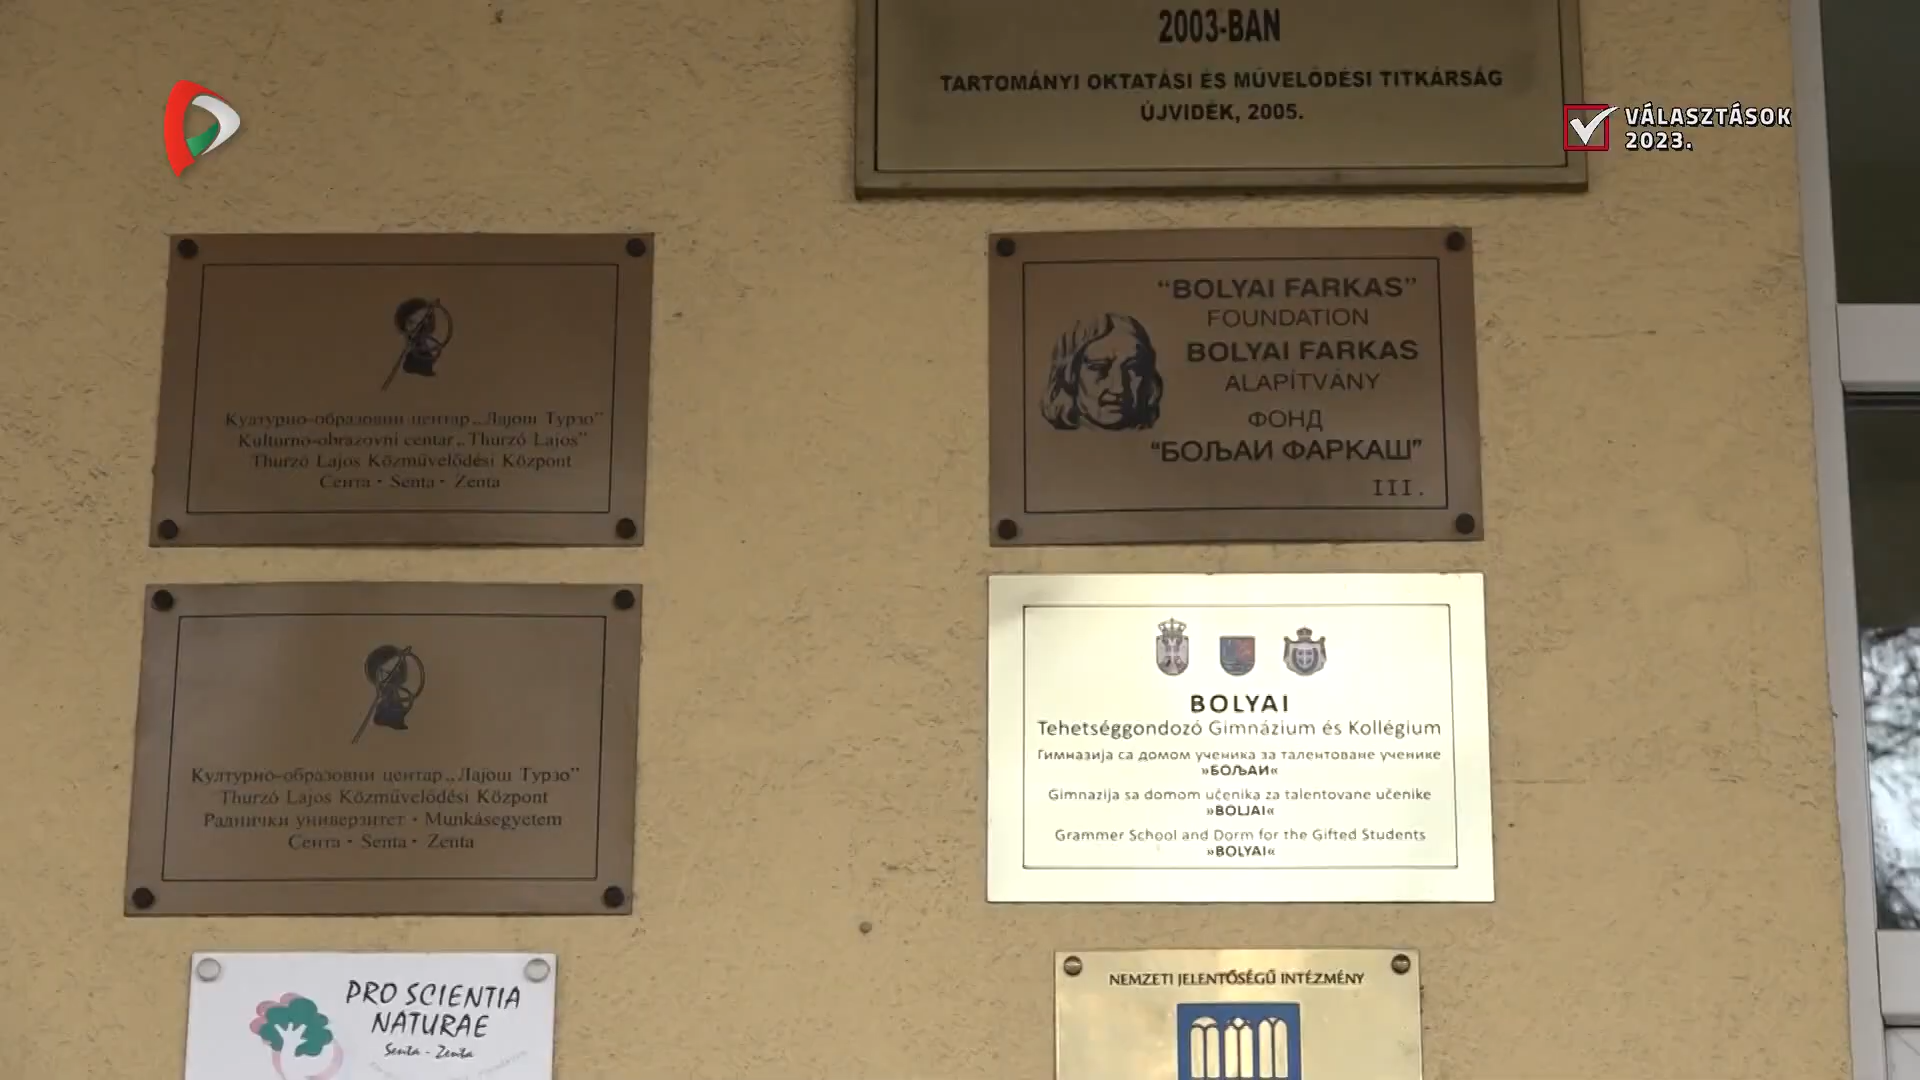 2003-BAN
TARTOMÁNYI OKTATÁSI ÉS MŰVELŐDÉSI TITKÁRSÁG
ÚJVIDÉK, 2005.
VÁLASZTÁSOK
2023.
Културно-образовни центар „Лајош Турзо”
Kulturno-obrazovni centar „Thurzó Lajos”
Thurzó Lajos Közművelődési Központ
Сента • Senta • Zenta
“BOLYAI FARKAS”
FOUNDATION
BOLYAI FARKAS
ALAPÍTVÁNY
ФОНД
“БОЉАИ ФАРКАШ”
III.
Културно-образовни центар „Лајош Турзо”
Thurzó Lajos Közművelődési Központ
Раднички универзитет • Munkásegyetem
Сента • Senta • Zenta
BOLYAI
Tehetséggondozó Gimnázium és Kollégium
Гимназија са домом ученика за талентоване ученике
»БОЉАИ«
Gimnazija sa domom učenika za talentovane učenike
»BOLJAI«
Grammer School and Dorm for the Gifted Students
»BOLYAI«
PRO SCIENTIA
NATURAE
Senta - Zenta
NEMZETI JELENTŐSÉGŰ INTÉZMÉNY